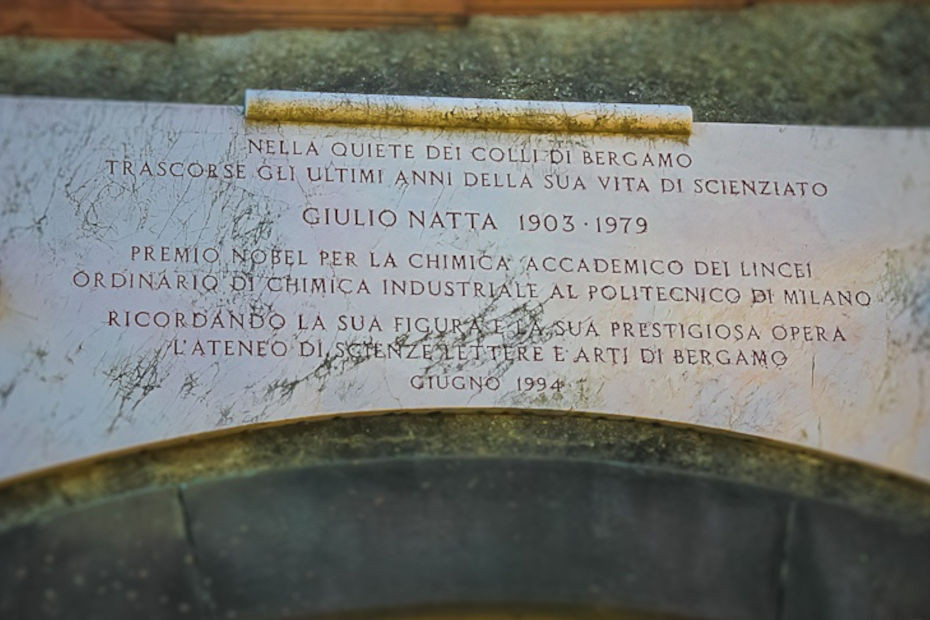 NELLA QUIETE DEI COLLI DI BERGAMO
TRASCORSE GLI ULTIMI ANNI DELLA SUA VITA DI SCIENZIATO
GIULIO NATTA 1903 · 1979
PREMIO NOBEL PER LA CHIMICA ACCADEMICO DEI LINCEI
ORDINARIO DI CHIMICA INDUSTRIALE AL POLITECNICO DI MILANO
RICORDANDO LA SUA FIGURA E LA SUA PRESTIGIOSA OPERA
L'ATENEO DI SCIENZE LETTERE E ARTI DI BERGAMO
GIUGNO 1994